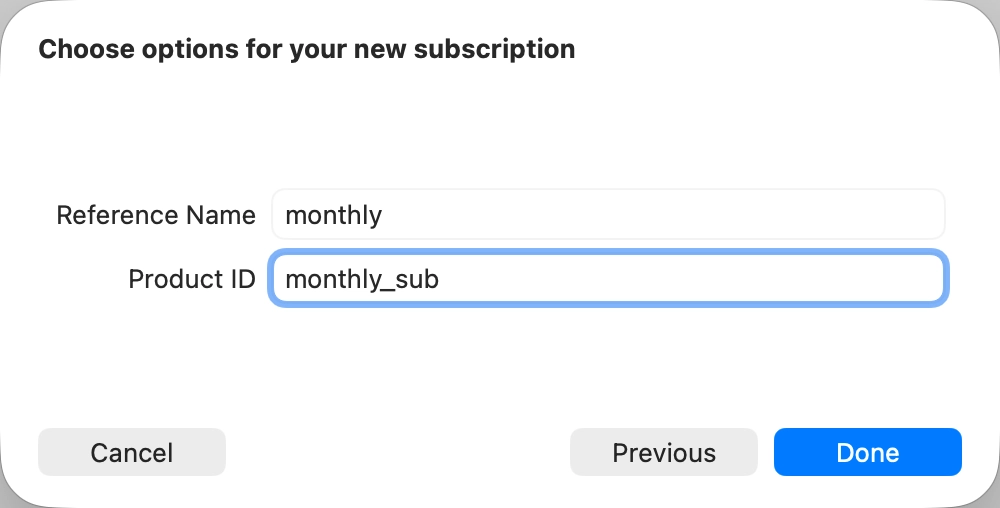 Choose options for your new subscription
Reference Name monthly
Product ID monthly_sub
Cancel Previous Done